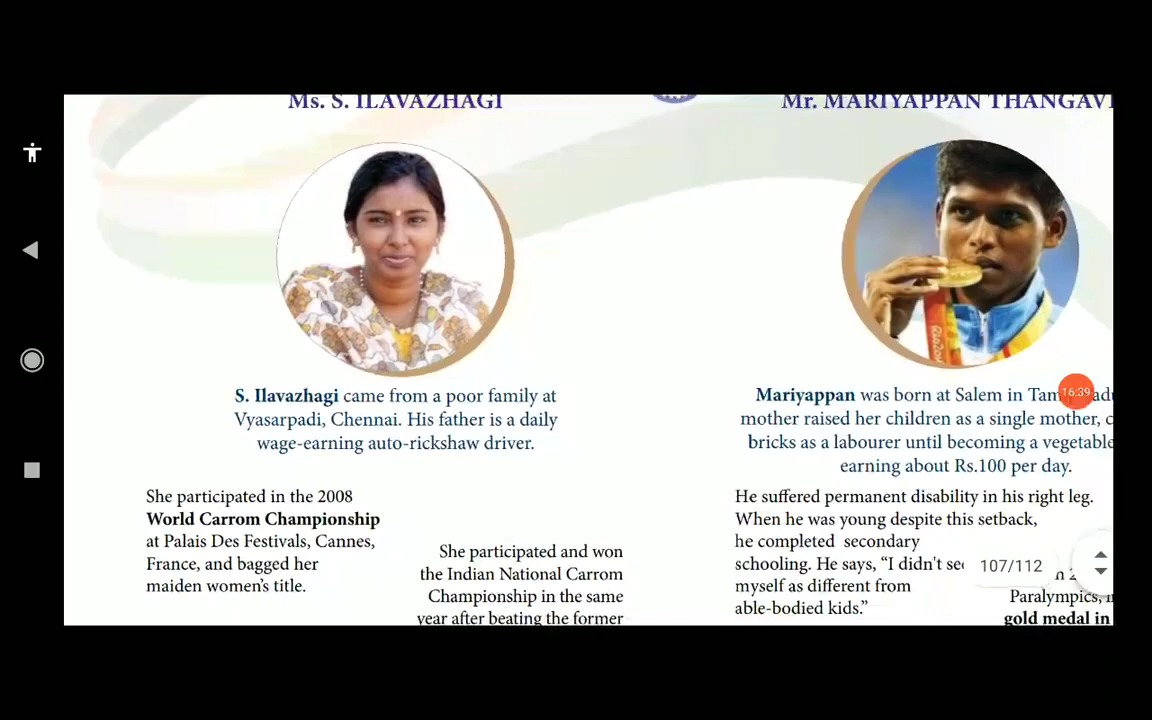 Ms. S. ILAVAZHAGI
S. Ilavazhagi came from a poor family at
Vyasarpadi, Chennai. His father is a daily
wage-earning auto-rickshaw driver.
She participated in the 2008
World Carrom Championship
at Palais Des Festivals, Cannes,
France, and bagged her
maiden women's title.
She participated and won
the Indian National Carrom
Championship in the same
year after beating the former
Mr. MARIYAPPAN
Mariyappan was born at Salem in
mother raised her children as a single mother,
bricks as a labourer until becoming a vegetable
earning about Rs.100 per day.
He suffered permanent disability in his right leg.
When he was young despite this setback,
he completed secondary
schooling. He says, “I didn't
myself as different from
able-bodied kids.”
Paralympics,
gold medal in
16:39
107/112